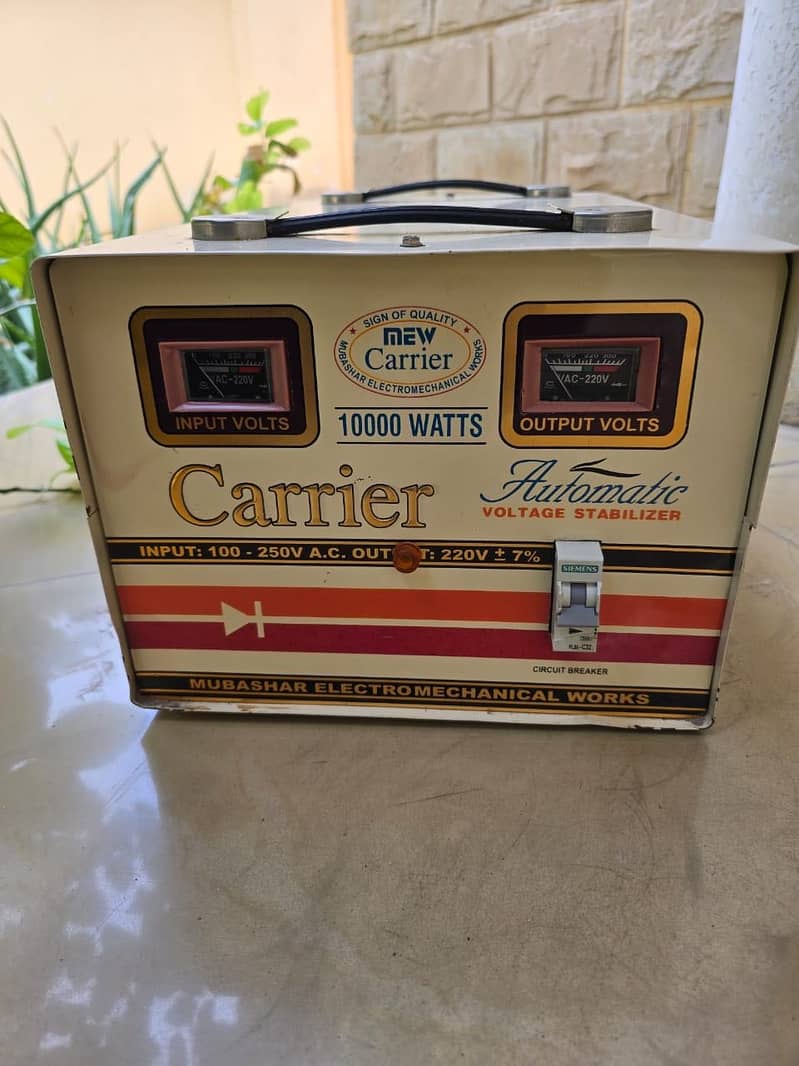 SIGN OF QUALITY
MEW
Carrier
MUBASHAR ELECTROMECHANICAL WORKS
AC-220V
INPUT VOLTS
10000 WATTS
AC-220V
OUTPUT VOLTS
Carrier
Automatic
VOLTAGE STABILIZER
INPUT: 100 - 250V A.C. OUT T: 220V ± 7%
SIEMENS
CIRCUIT BREAKER
MUBASHAR ELECTROMECHANICAL WORKS